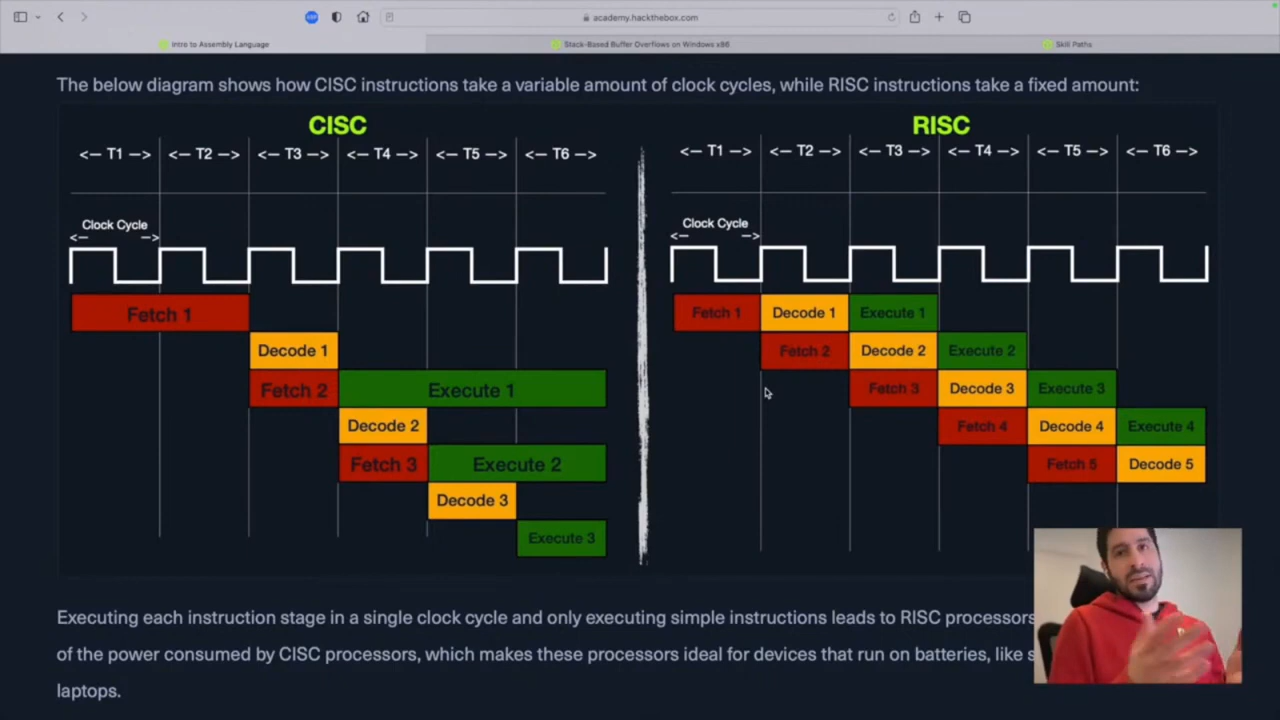 academy.hackthebox.com
Intro to Assembly Language
Stack-Based Buffer Overflows on Windows x86
Skill Paths
The below diagram shows how CISC instructions take a variable amount of clock cycles, while RISC instructions take a fixed amount:
CISC
<— T1 —> <— T2 —> <— T3 —> <— T4 —> <— T5 —> <— T6 —>
Clock Cycle
<— —>
Fetch 1
Decode 1
Fetch 2 Execute 1
Decode 2
Fetch 3 Execute 2
Decode 3
Execute 3
RISC
<— T1 —> <— T2 —> <— T3 —> <— T4 —> <— T5 —> <— T6 —>
Clock Cycle
<— —>
Fetch 1 Decode 1 Execute 1
Fetch 2 Decode 2 Execute 2
Fetch 3 Decode 3 Execute 3
Fetch 4 Decode 4 Execute 4
Fetch 5 Decode 5
Executing each instruction stage in a single clock cycle and only executing simple instructions leads to RISC processors
of the power consumed by CISC processors, which makes these processors ideal for devices that run on batteries, like s
laptops.